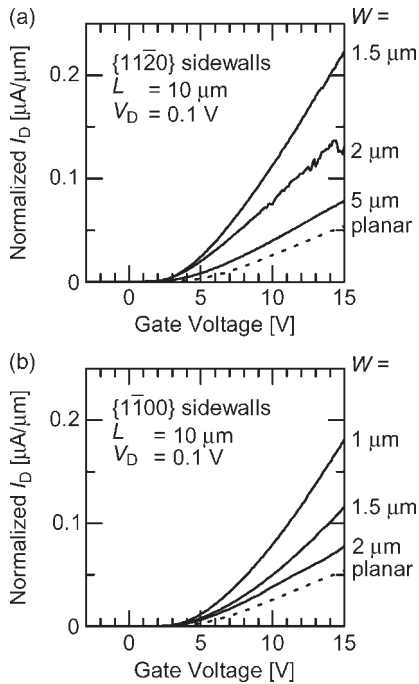 (a)
W =
0.2
0.1
0
Normalized I_D [μA/μm]
{112̄0} sidewalls
L = 10 μm
V_D = 0.1 V
1.5 μm
2 μm
5 μm
planar
0 5 10 15
Gate Voltage [V]
(b)
W =
0.2
0.1
0
Normalized I_D [μA/μm]
{11̄00} sidewalls
L = 10 μm
V_D = 0.1 V
1 μm
1.5 μm
2 μm
planar
0 5 10 15
Gate Voltage [V]